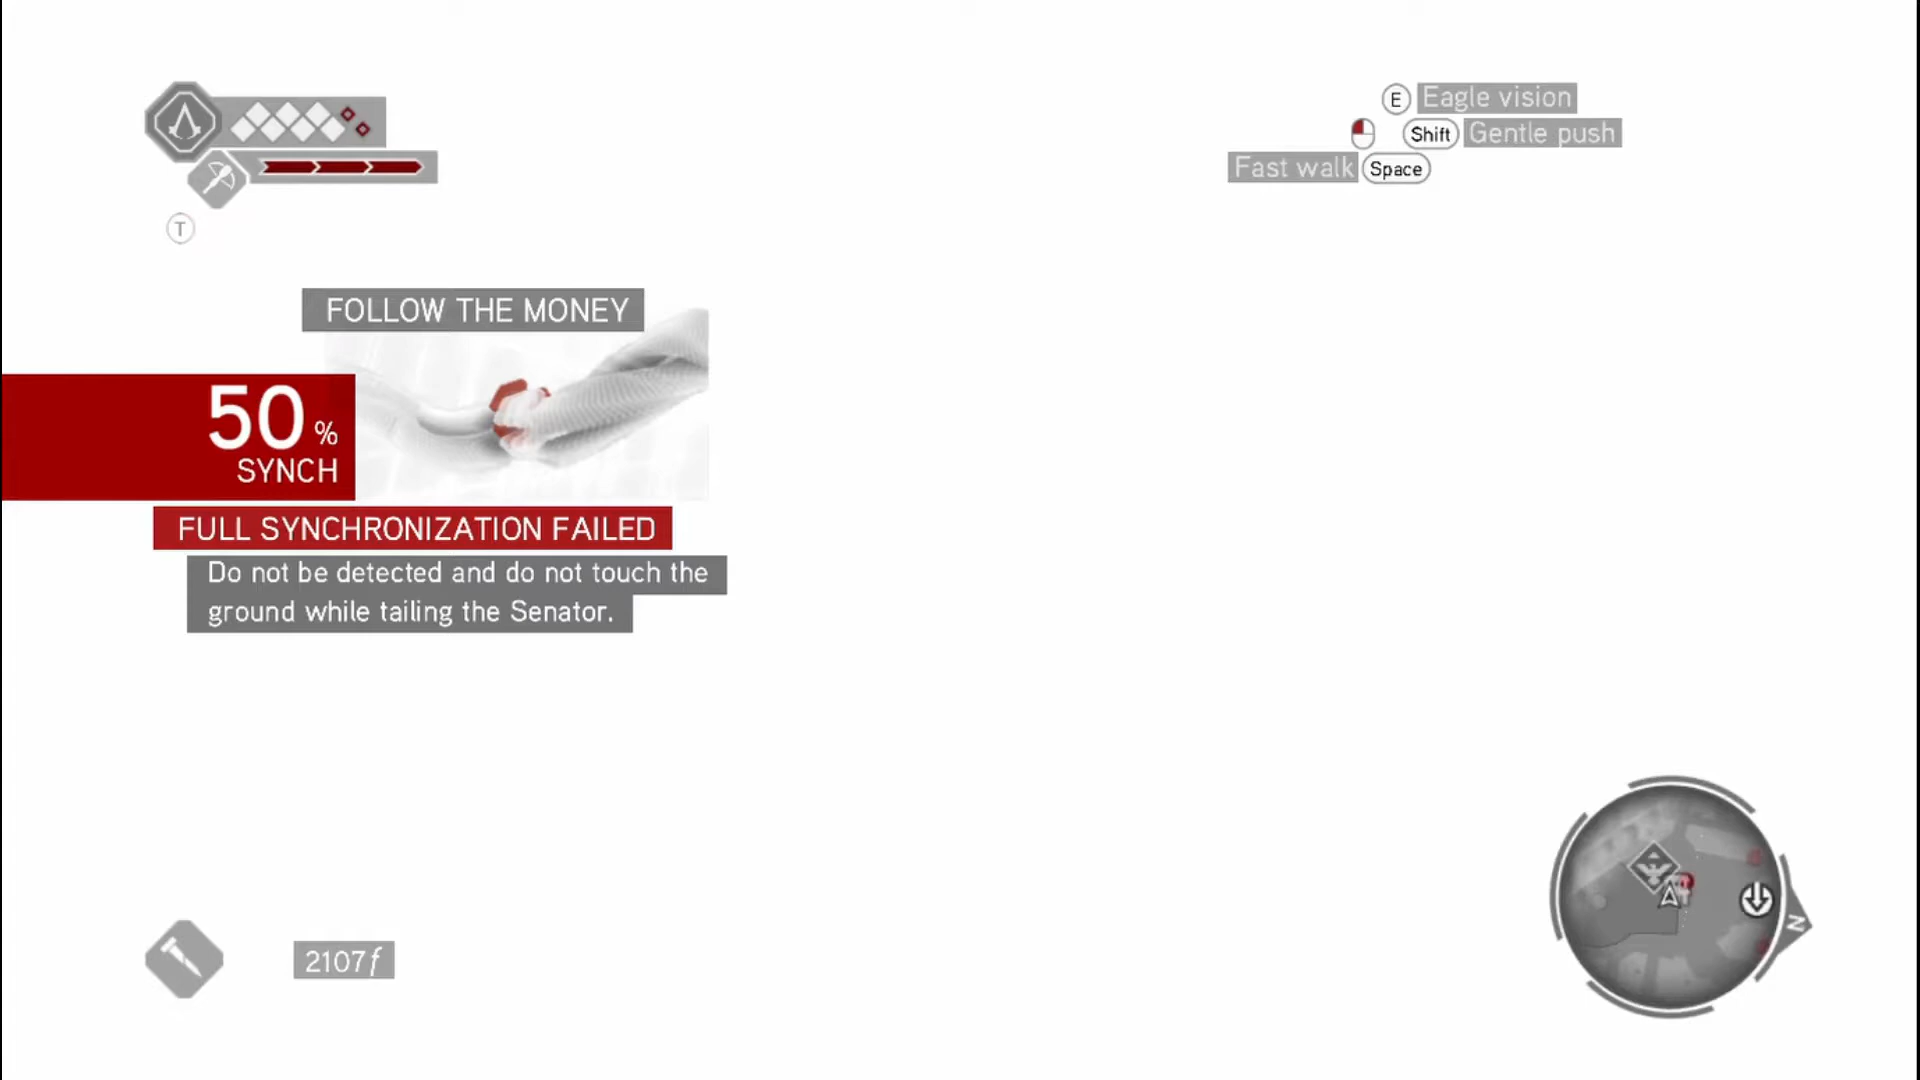 E Eagle vision
Shift Gentle push
Fast walk Space
T
FOLLOW THE MONEY
50 %
SYNCH
FULL SYNCHRONIZATION FAILED
Do not be detected and do not touch the
ground while tailing the Senator.
N
2107 ƒ